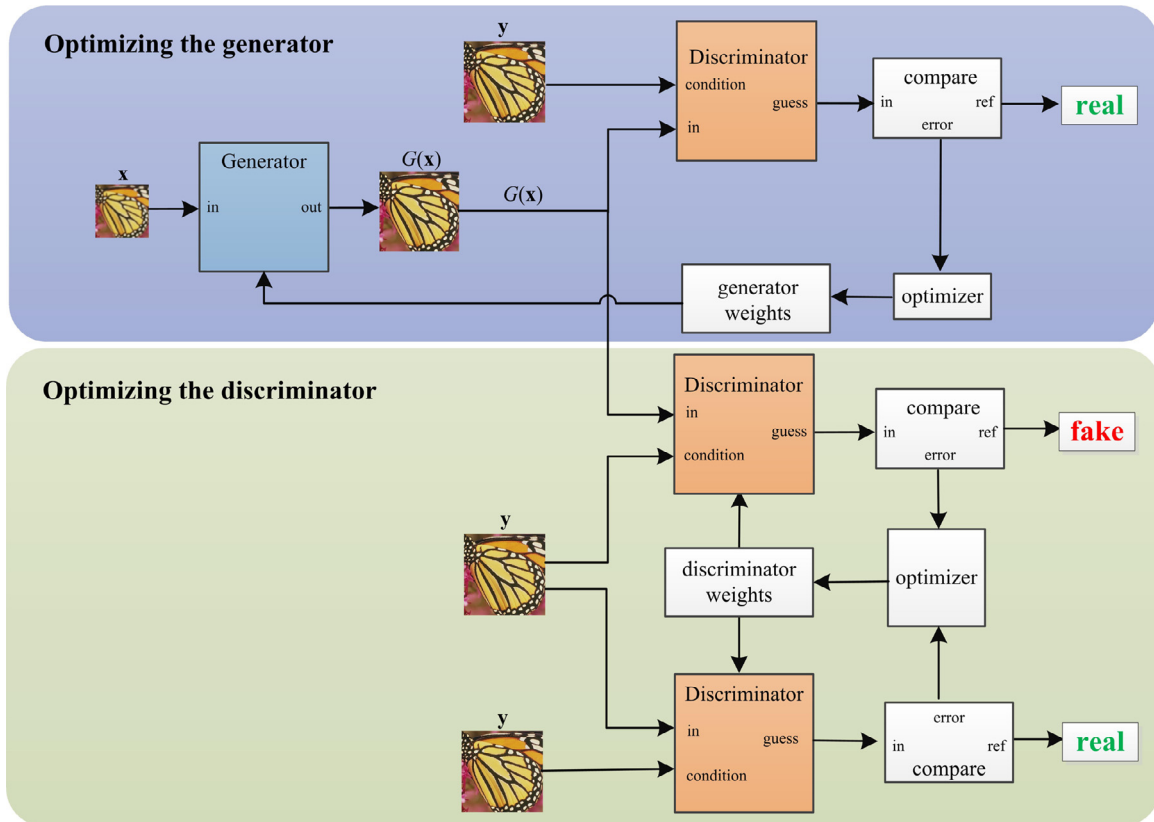 Optimizing the generator
y
Discriminator
condition
guess
in
compare
in
ref
error
real
x
Generator
in
out
G(x)
G(x)
generator
weights
optimizer
Optimizing the discriminator
Discriminator
in
guess
condition
compare
in
ref
error
fake
y
discriminator
weights
optimizer
y
Discriminator
in
guess
condition
error
in
ref
compare
real